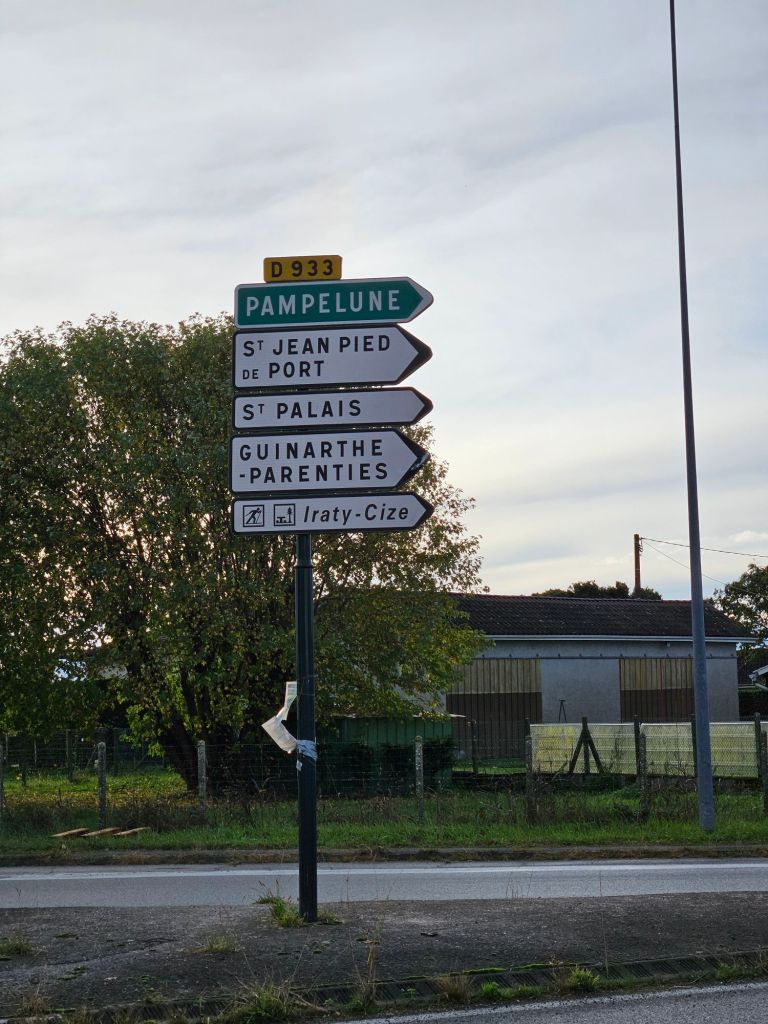 D 933
PAMPELUNE
ST JEAN PIED
DE PORT
ST PALAIS
GUINARTHE
-PARENTIES
Iraty-Cize